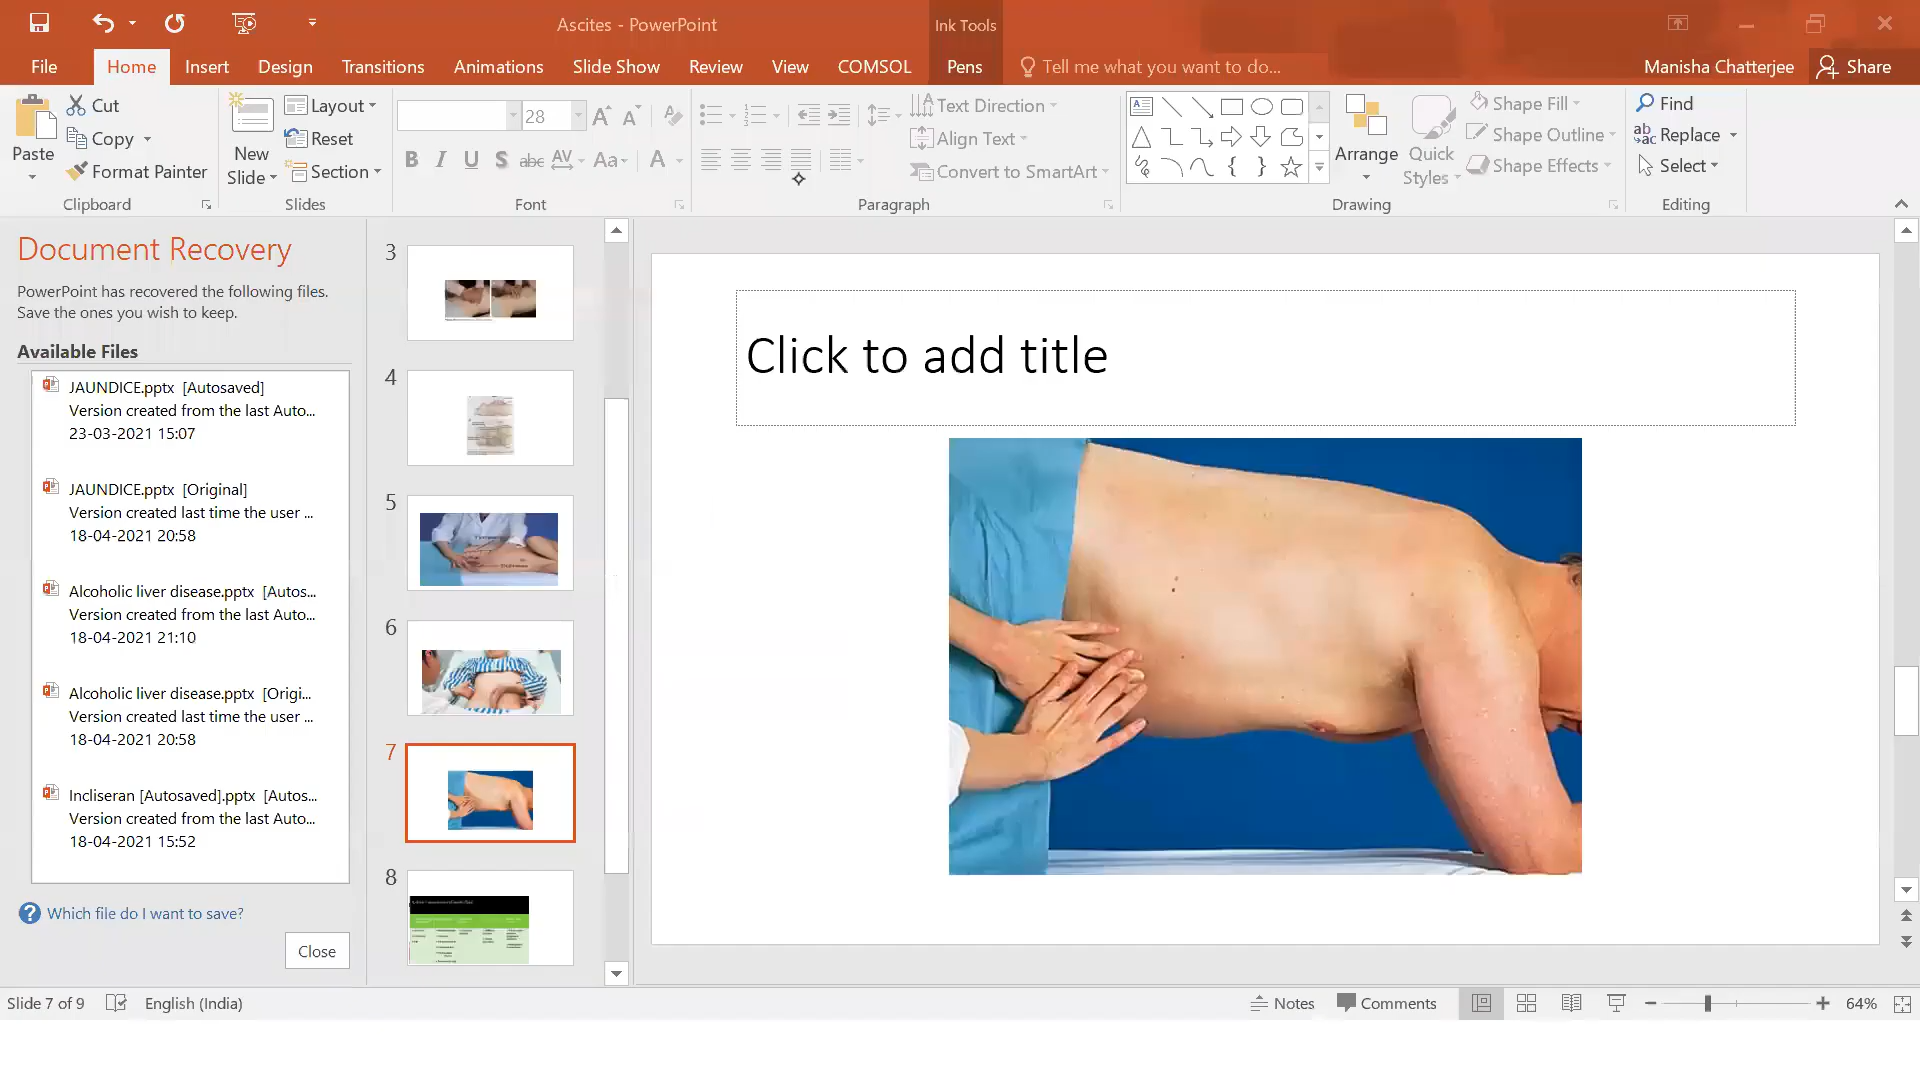 Ascites - PowerPoint
Ink Tools
File
Home
Insert
Design
Transitions
Animations
Slide Show
Review
View
COMSOL
Pens
Tell me what you want to do...
Manisha Chatterjee
Share
Paste
Cut
Copy
Format Painter
Clipboard
New
Slide
Layout
Reset
Section
Slides
28
B I U S abc AV Aa A
Font
Text Direction
Align Text
Convert to SmartArt
Paragraph
Arrange
Quick
Styles
Shape Fill
Shape Outline
Shape Effects
Drawing
Find
Replace
Select
Editing
Document Recovery
PowerPoint has recovered the following files.
Save the ones you wish to keep.
Available Files
JAUNDICE.pptx [Autosaved]
Version created from the last Auto...
23-03-2021 15:07
JAUNDICE.pptx [Original]
Version created last time the user ...
18-04-2021 20:58
Alcoholic liver disease.pptx [Autos...
Version created from the last Auto...
18-04-2021 21:10
Alcoholic liver disease.pptx [Origi...
Version created last time the user ...
18-04-2021 20:58
Incliseran [Autosaved].pptx [Autos...
Version created from the last Auto...
18-04-2021 15:52
Which file do I want to save?
Close
3
4
5
6
7
8
Click to add title
Slide 7 of 9
English (India)
Notes
Comments
64%